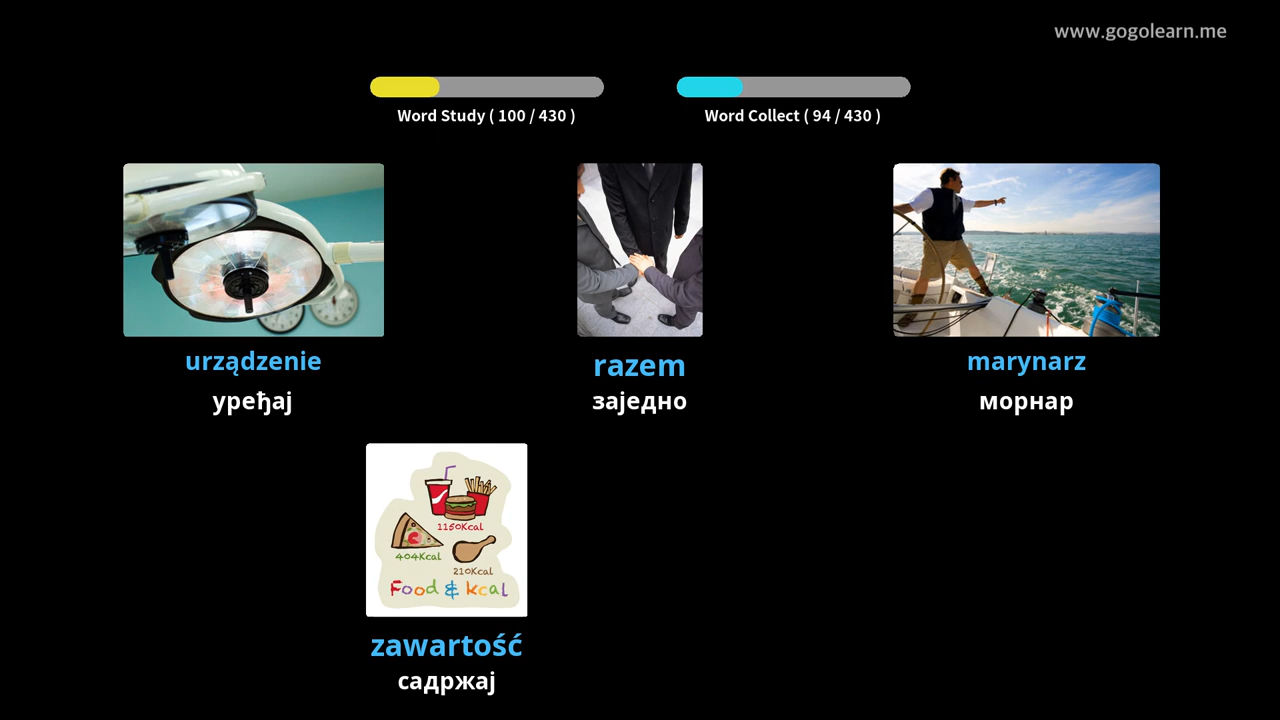 www.gogolearn.me
Word Study ( 100 / 430 )
Word Collect ( 94 / 430 )
urządzenie
razem
marynarz
уређај
заједно
морнар
1150Kcal
404Kcal
210Kcal
Food & kcal
zawartość
садржај